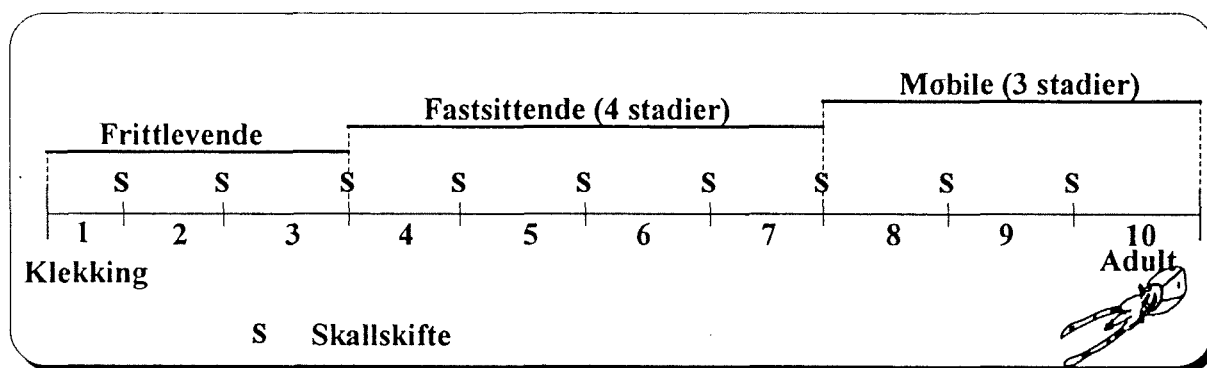 Møbile (3 stadier)
Fastsittende (4 stadier)
Frittlevende
S S S S S S S S S
1 2 3 4 5 6 7 8 9 10
Klekking
Adult
S Skallskifte